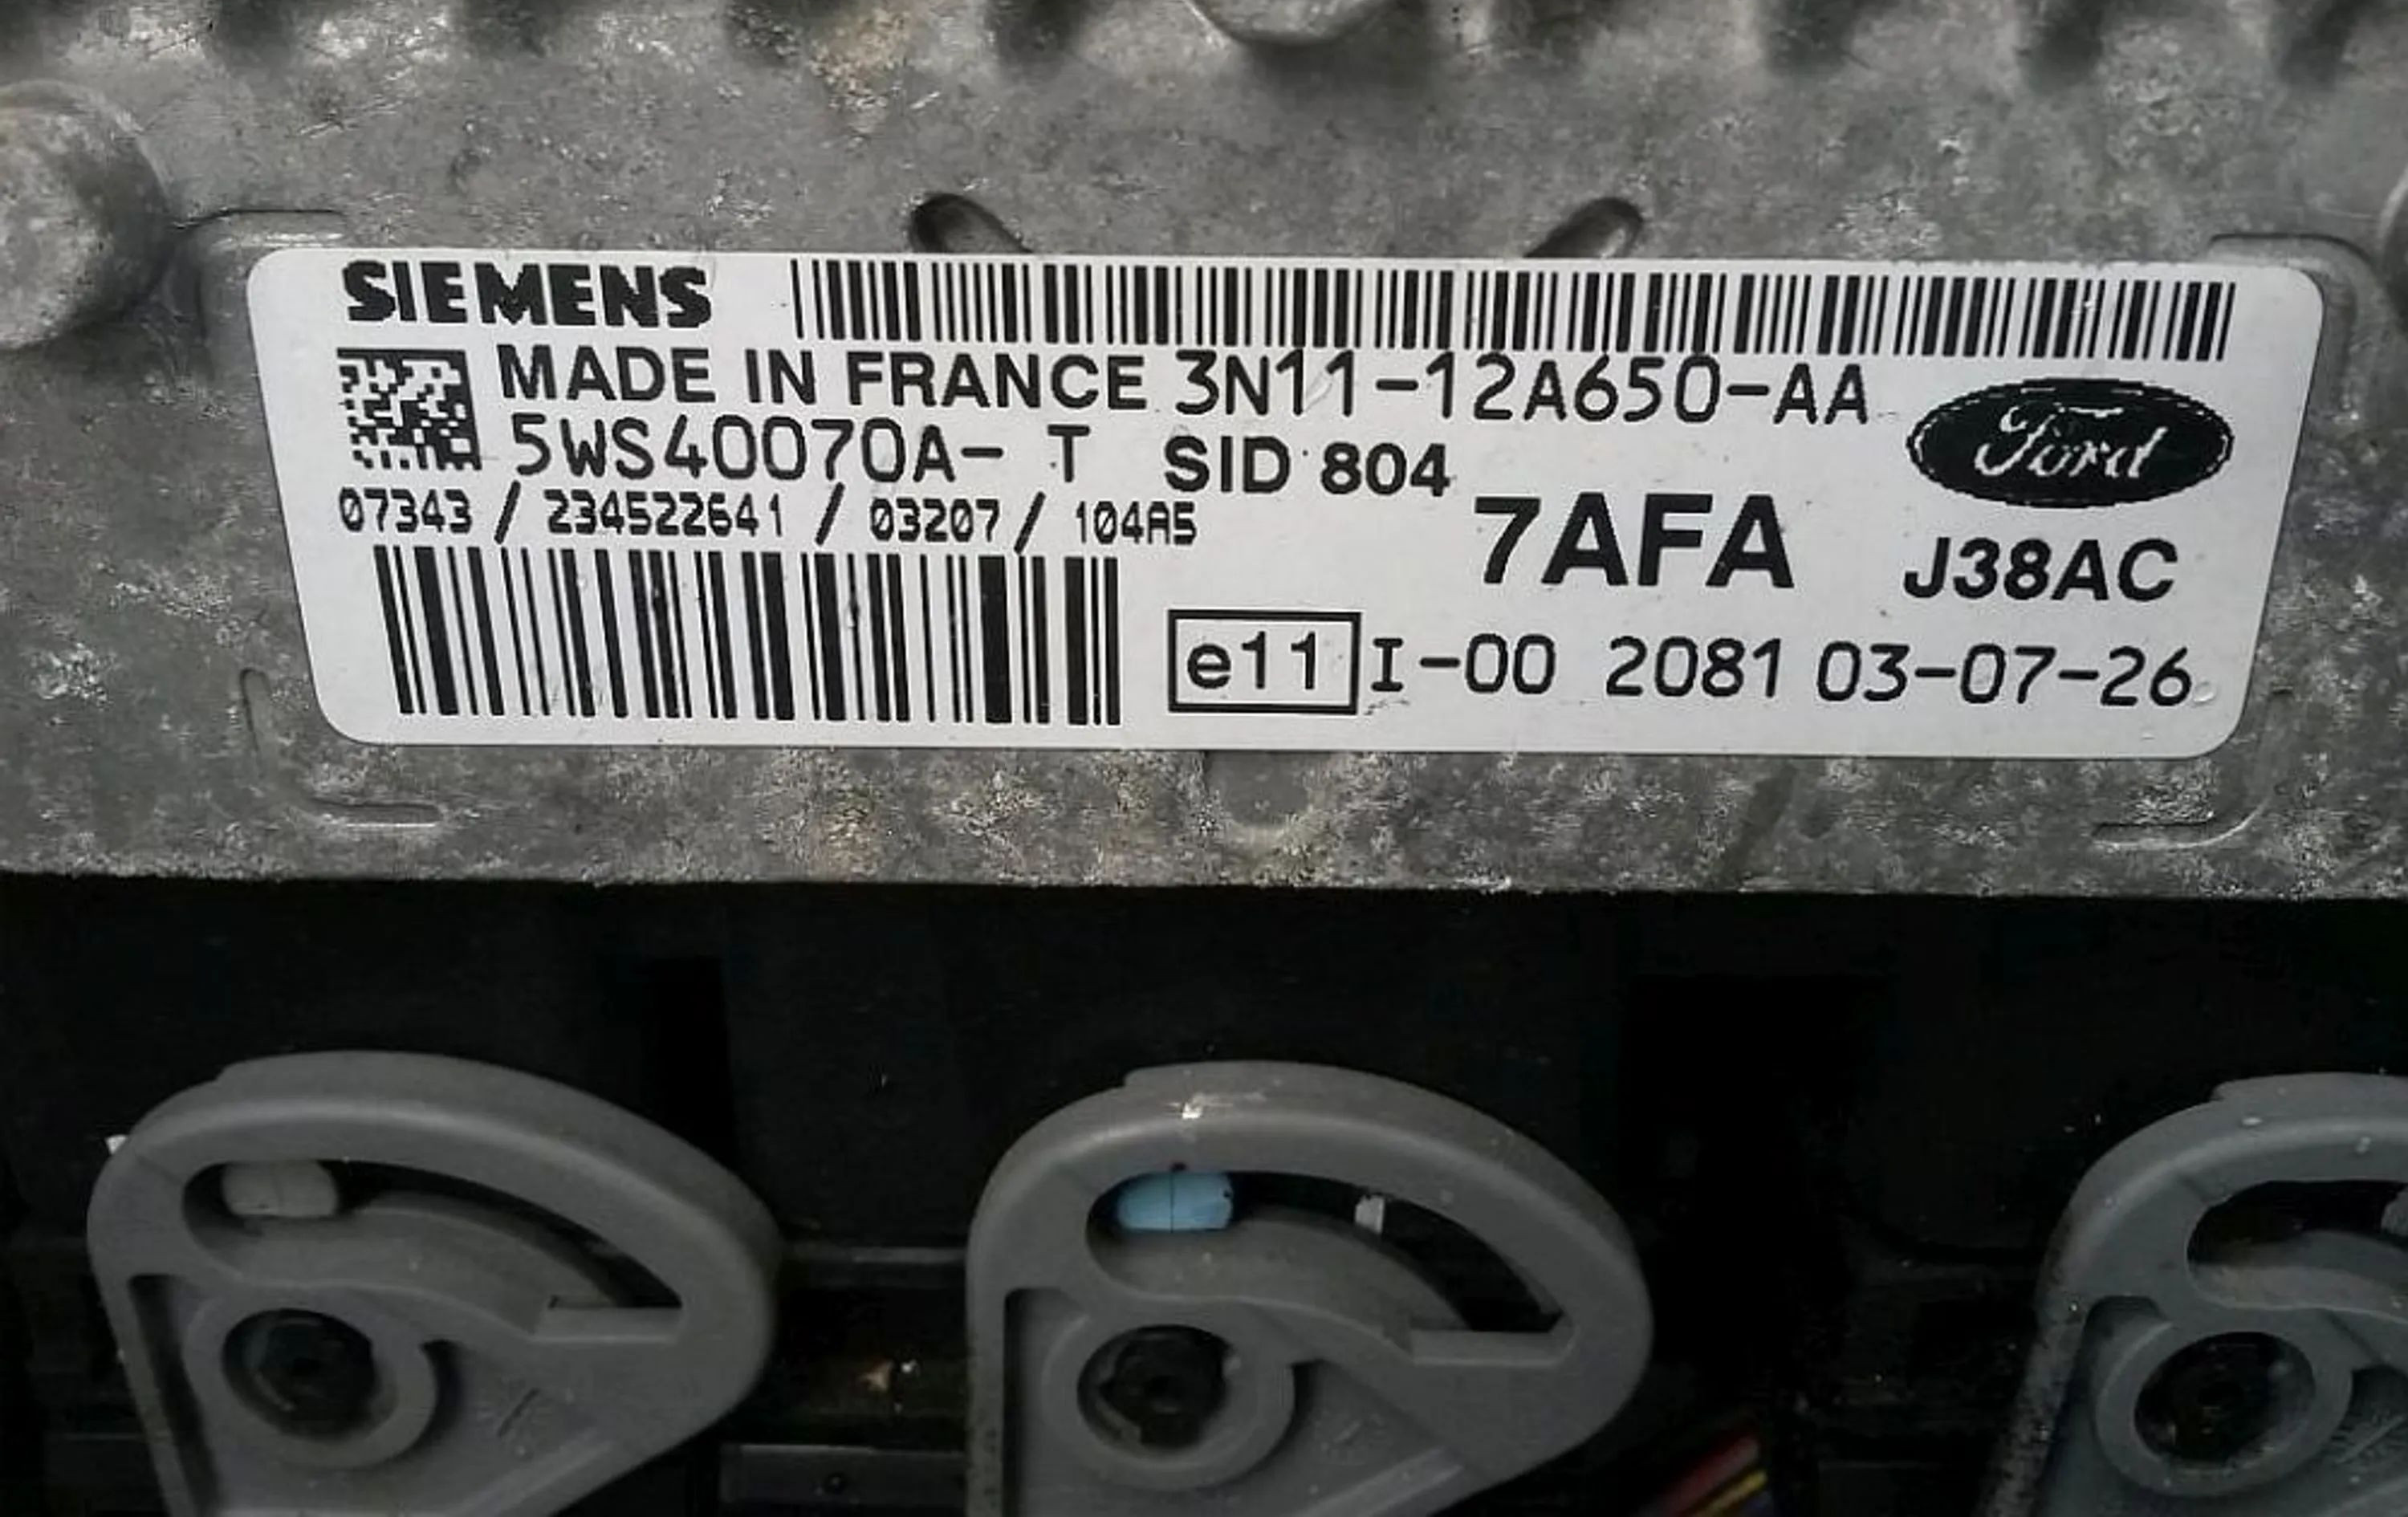 SIEMENS
MADE IN FRANCE 3N11-12A650-AA
5WS40070A- T SID 804
Ford
07343 / 234522641 / 03207 / 104A5
7AFA J38AC
e11 I-00 2081 03-07-26